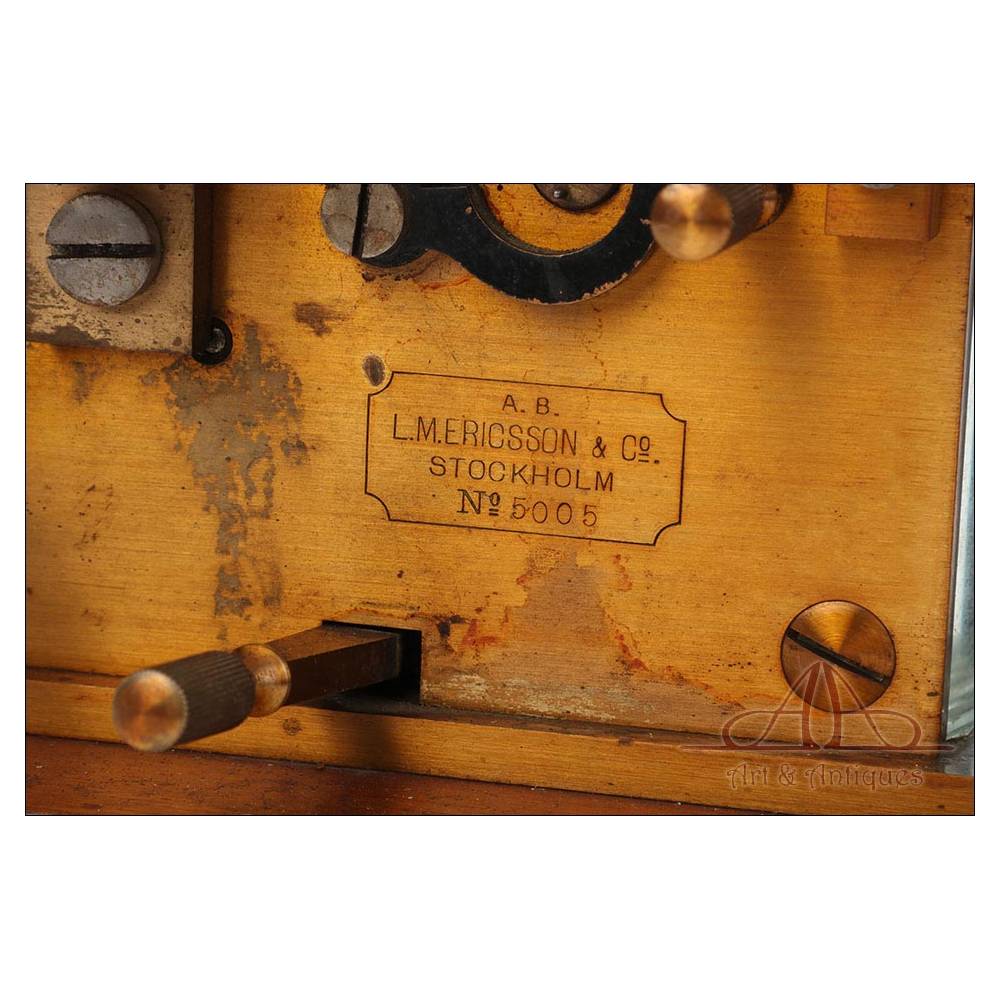 A. B.
L.M.ERICSSON & Cº.
STOCKHOLM
Nº 5005
Art & Antiques